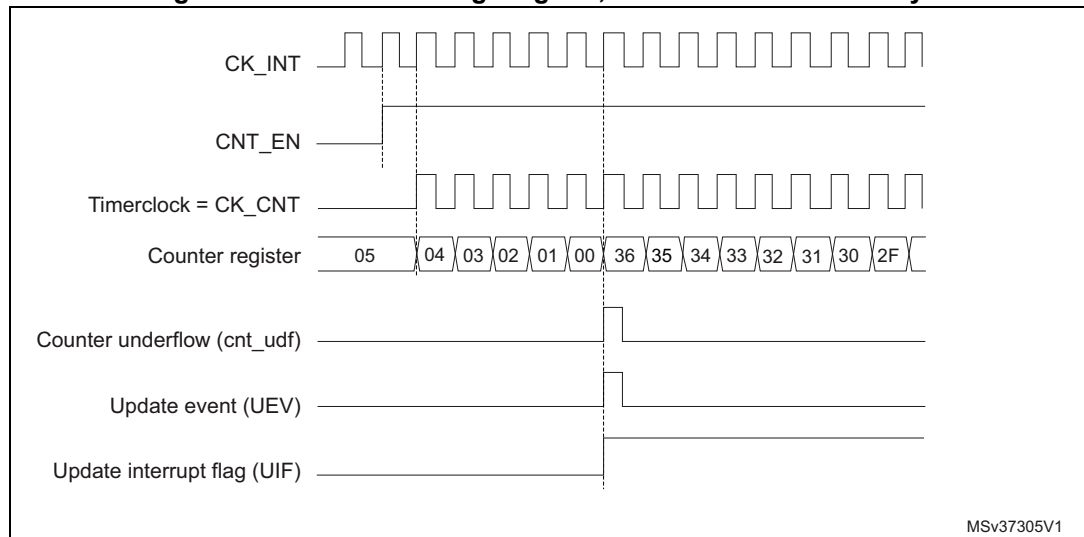 CK_INT
CNT_EN
Timerclock = CK_CNT
Counter register 05 04 03 02 01 00 36 35 34 33 32 31 30 2F
Counter underflow (cnt_udf)
Update event (UEV)
Update interrupt flag (UIF)
MSv37305V1